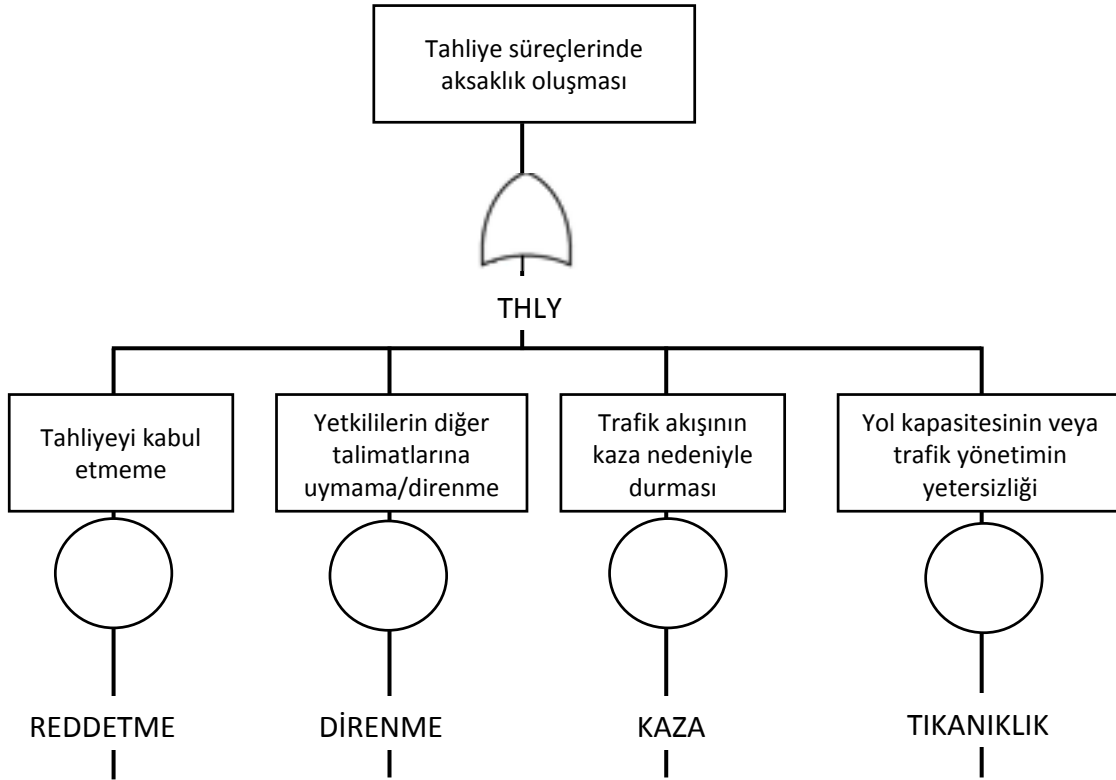 Tahliye süreçlerinde
aksaklık oluşması
THLY
Tahliyeyi kabul
etmeme
Yetkililerin diğer
talimatlarına
uymama/direnme
Trafik akışının
kaza nedeniyle
durması
Yol kapasitesinin veya
trafik yönetimin
yetersizliği
REDDETME
DİRENME
KAZA
TIKANIKLIK